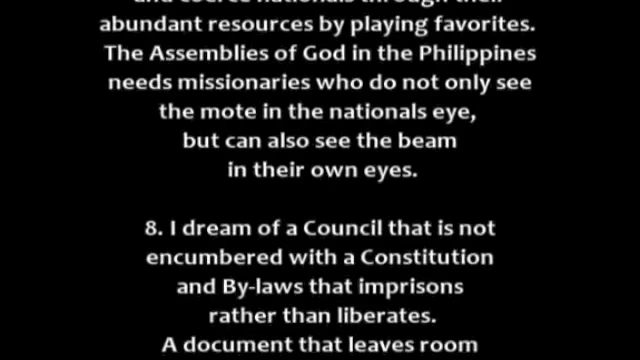 and coerce nationals through their
abundant resources by playing favorites.
The Assemblies of God in the Philippines
needs missionaries who do not only see
the mote in the nationals eye,
but can also see the beam
in their own eyes.
8. I dream of a Council that is not
encumbered with a Constitution
and By-laws that imprisons
rather than liberates.
A document that leaves room